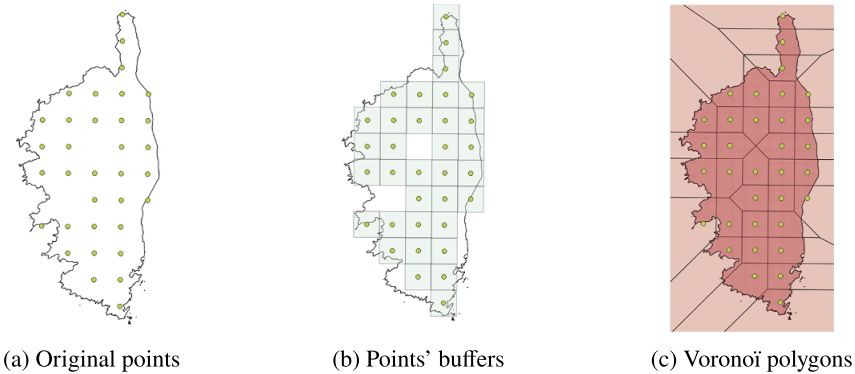 (a) Original points
(b) Points' buffers
(c) Voronoï polygons